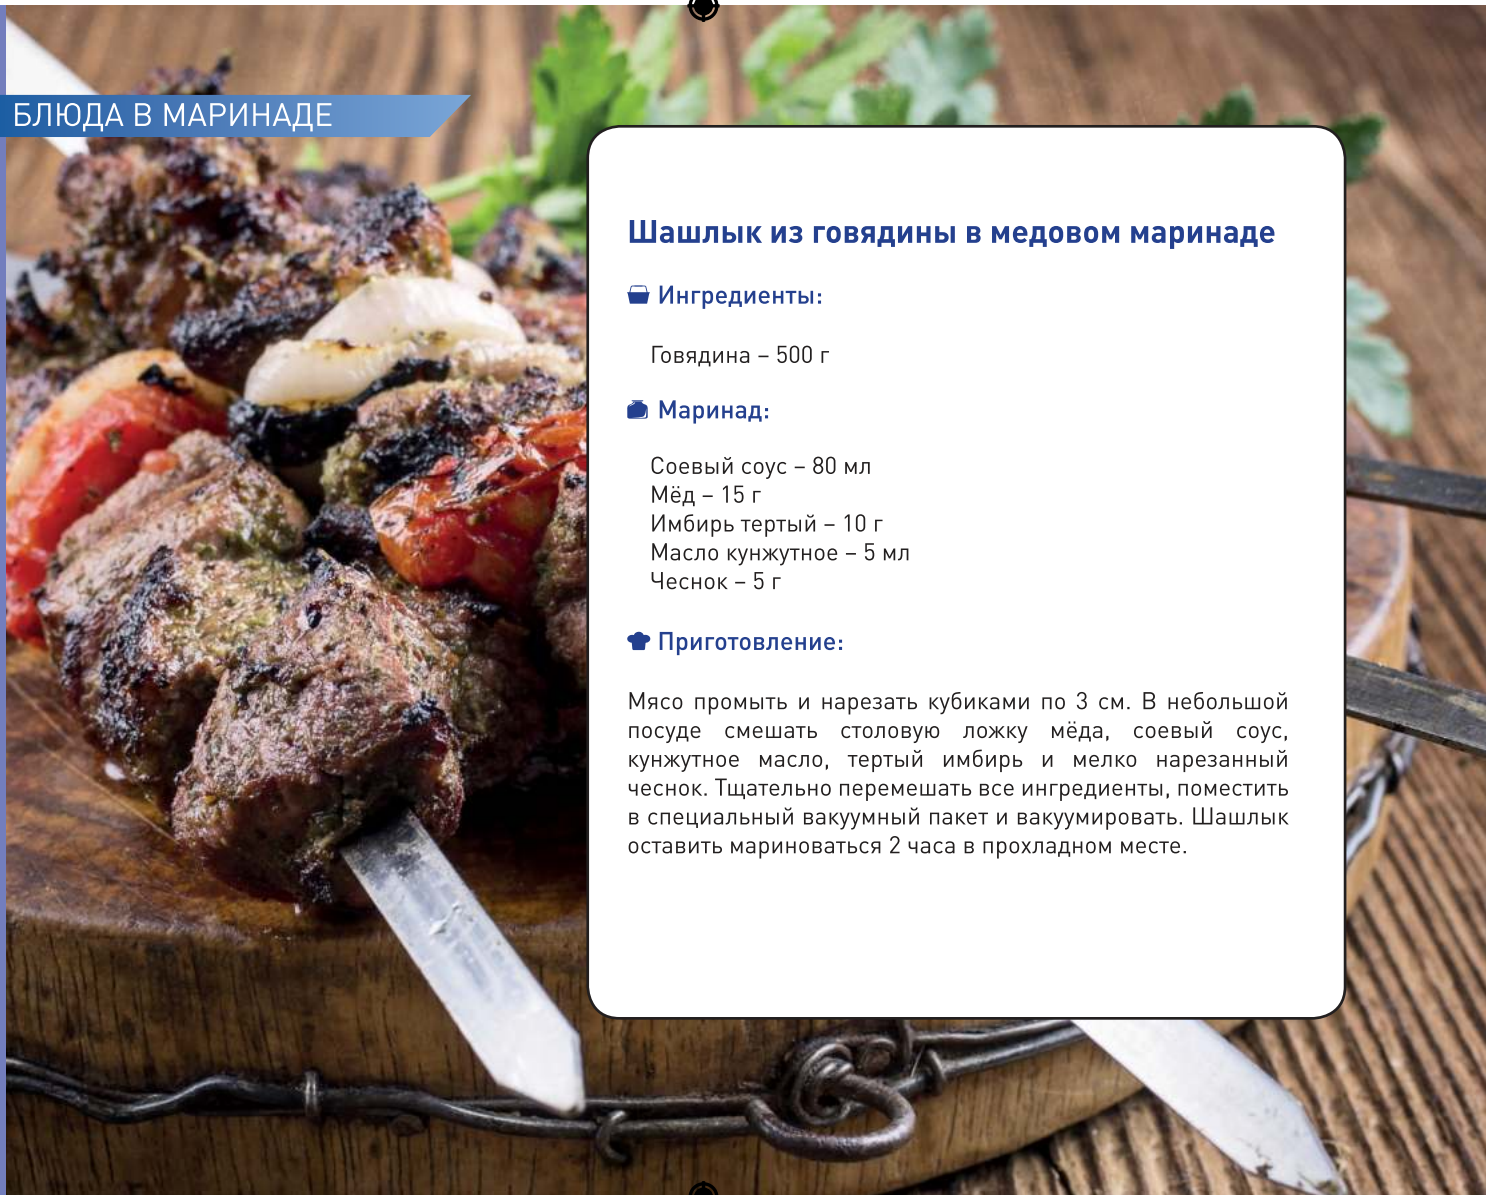 БЛЮДА В МАРИНАДЕ
Шашлык из говядины в медовом маринаде
Ингредиенты:
Говядина – 500 г
Маринад:
Соевый соус – 80 мл
Мёд – 15 г
Имбирь тертый – 10 г
Масло кунжутное – 5 мл
Чеснок – 5 г
Приготовление:
Мясо промыть и нарезать кубиками по 3 см. В небольшой
посуде смешать столовую ложку мёда, соевый соус,
кунжутное масло, тертый имбирь и мелко нарезанный
чеснок. Тщательно перемешать все ингредиенты, поместить
в специальный вакуумный пакет и вакуумировать. Шашлык
оставить мариноваться 2 часа в прохладном месте.